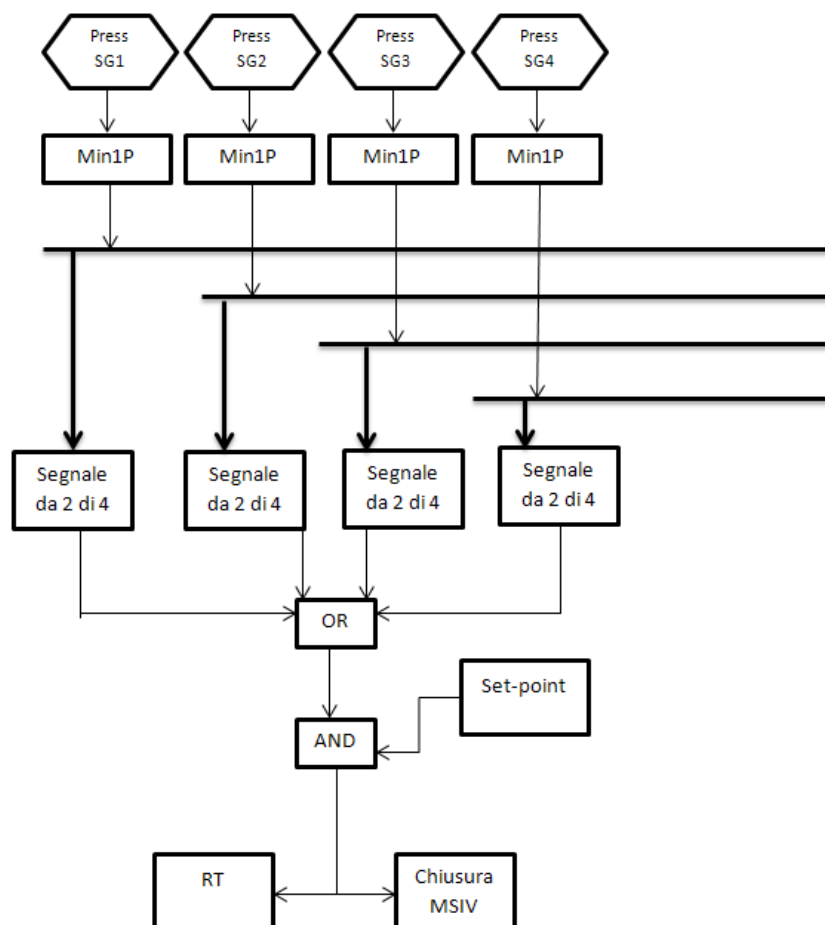 Press
SG1
Press
SG2
Press
SG3
Press
SG4
Min1P
Min1P
Min1P
Min1P
Segnale
da 2 di 4
Segnale
da 2 di 4
Segnale
da 2 di 4
Segnale
da 2 di 4
OR
Set-point
AND
RT
Chiusura
MSIV